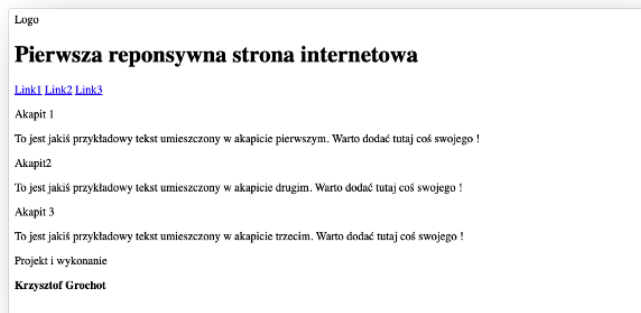 Logo
Pierwsza reponsywna strona internetowa
Link1 Link2 Link3
Akapit 1
To jest jakiś przykładowy tekst umieszczony w akapicie pierwszym. Warto dodać tutaj coś swojego !
Akapit2
To jest jakiś przykładowy tekst umieszczony w akapicie drugim. Warto dodać tutaj coś swojego !
Akapit 3
To jest jakiś przykładowy tekst umieszczony w akapicie trzecim. Warto dodać tutaj coś swojego !
Projekt i wykonanie
Krzysztof Grochot